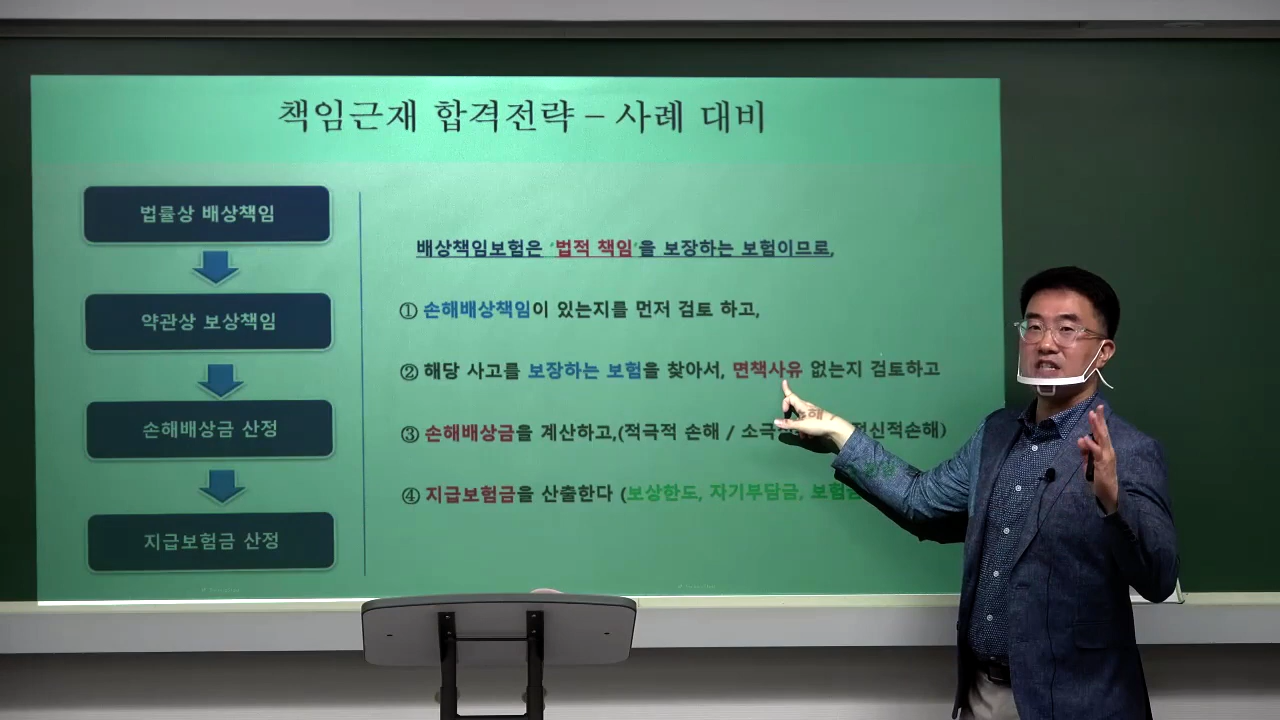 책임근재 합격전략 – 사례 대비
법률상 배상책임
약관상 보상책임
손해배상금 산정
지급보험금 산정
배상책임보험은 '법적 책임'을 보장하는 보험이므로,
① 손해배상책임이 있는지를 먼저 검토 하고,
② 해당 사고를 보장하는 보험을 찾아서, 면책사유 없는지 검토하고
③ 손해배상금을 계산하고,(적극적 손해 / 정신적손해)
④ 지급보험금을 산출한다 (보상한도, 자기부담금,